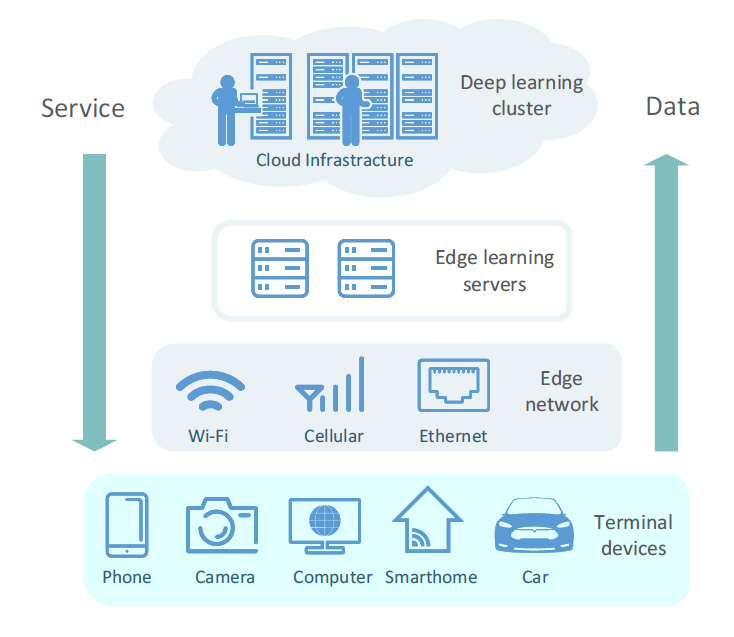 Service
Deep learning
cluster
Data
Cloud Infrastracture
Edge learning
servers
Edge
network
Wi-Fi
Cellular
Ethernet
Terminal
devices
Phone
Camera
Computer
Smarthome
Car